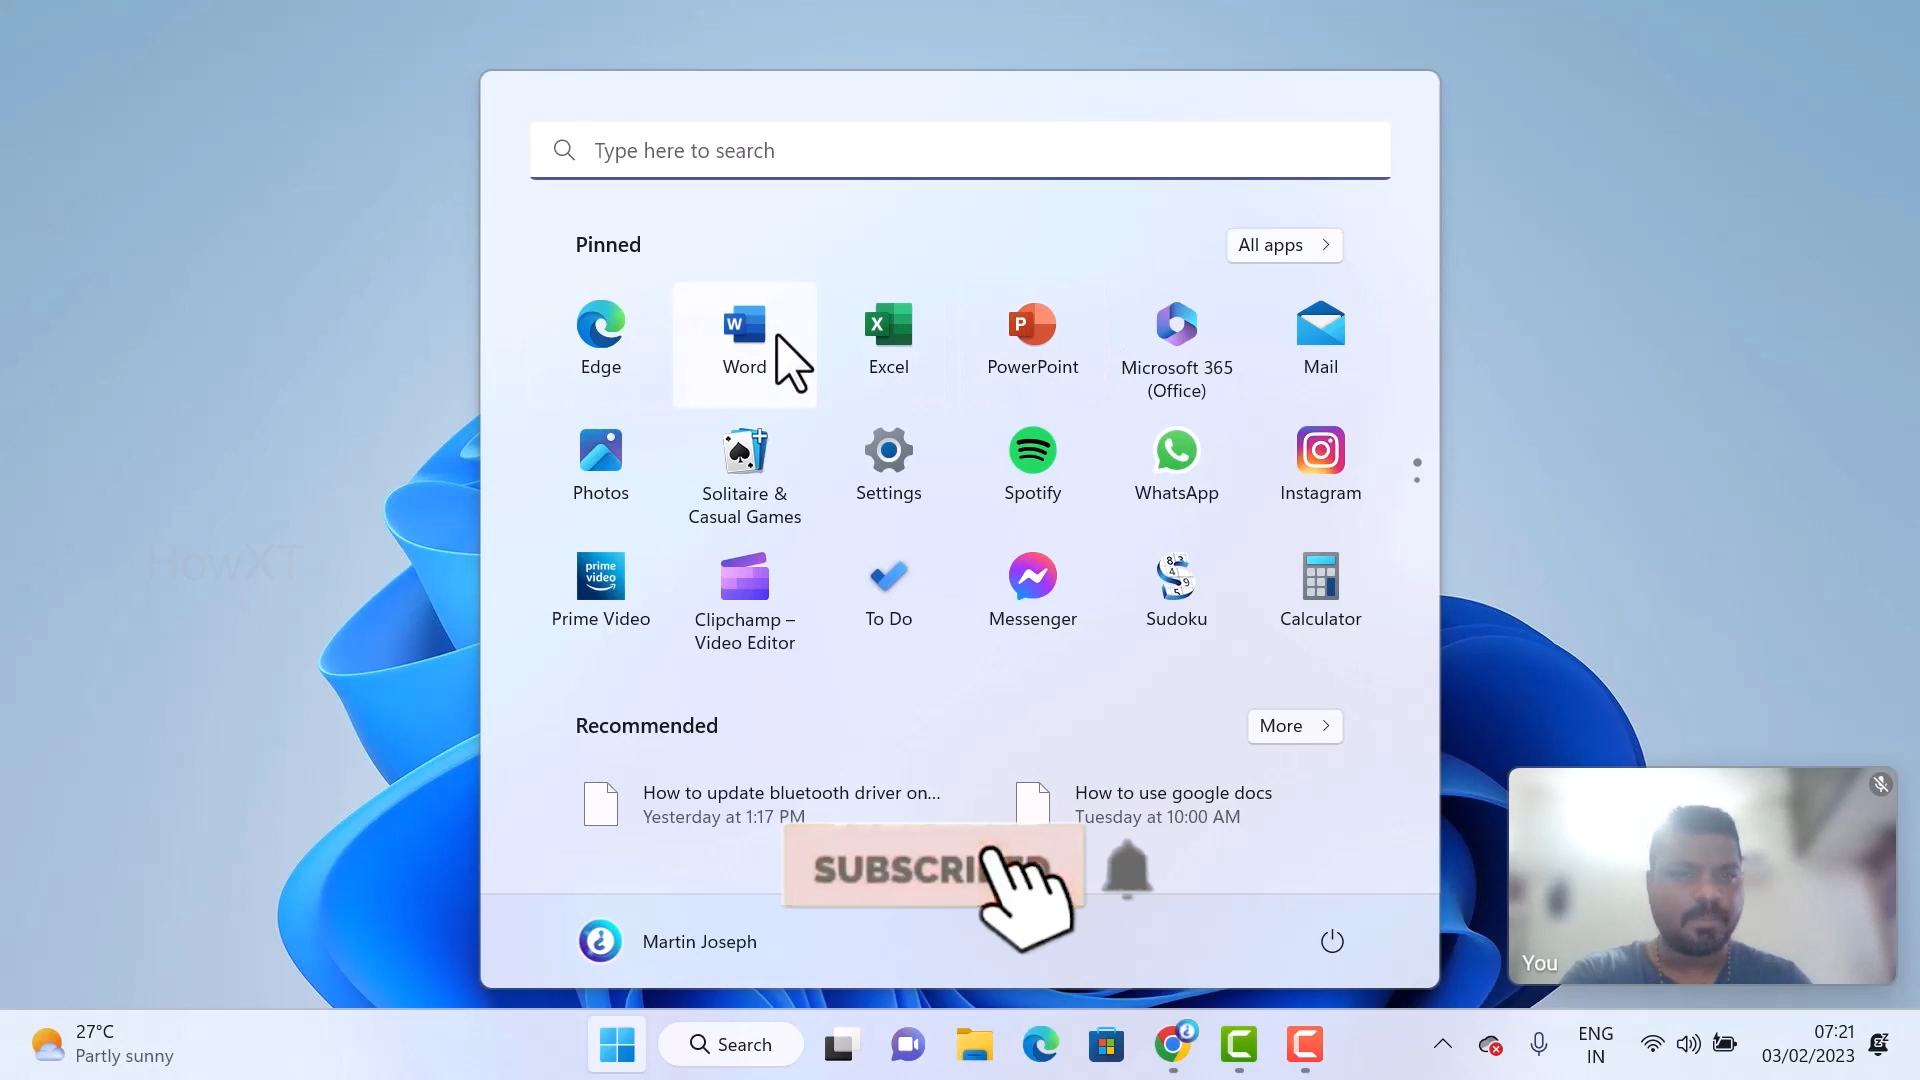 Type here to search
Pinned
All apps
Edge
W
Word
X
Excel
P
PowerPoint
Microsoft 365
(Office)
Mail
Photos
Solitaire &
Casual Games
Settings
Spotify
WhatsApp
Instagram
HowXT
prime
video
Prime Video
Clipchamp –
Video Editor
To Do
Messenger
Sudoku
Calculator
Recommended
More
How to update bluetooth driver on...
Yesterday at 1:17 PM
How to use google docs
Tuesday at 10:00 AM
Martin Joseph
You
27°C
Partly sunny
Search
ENG
IN
07:21
03/02/2023